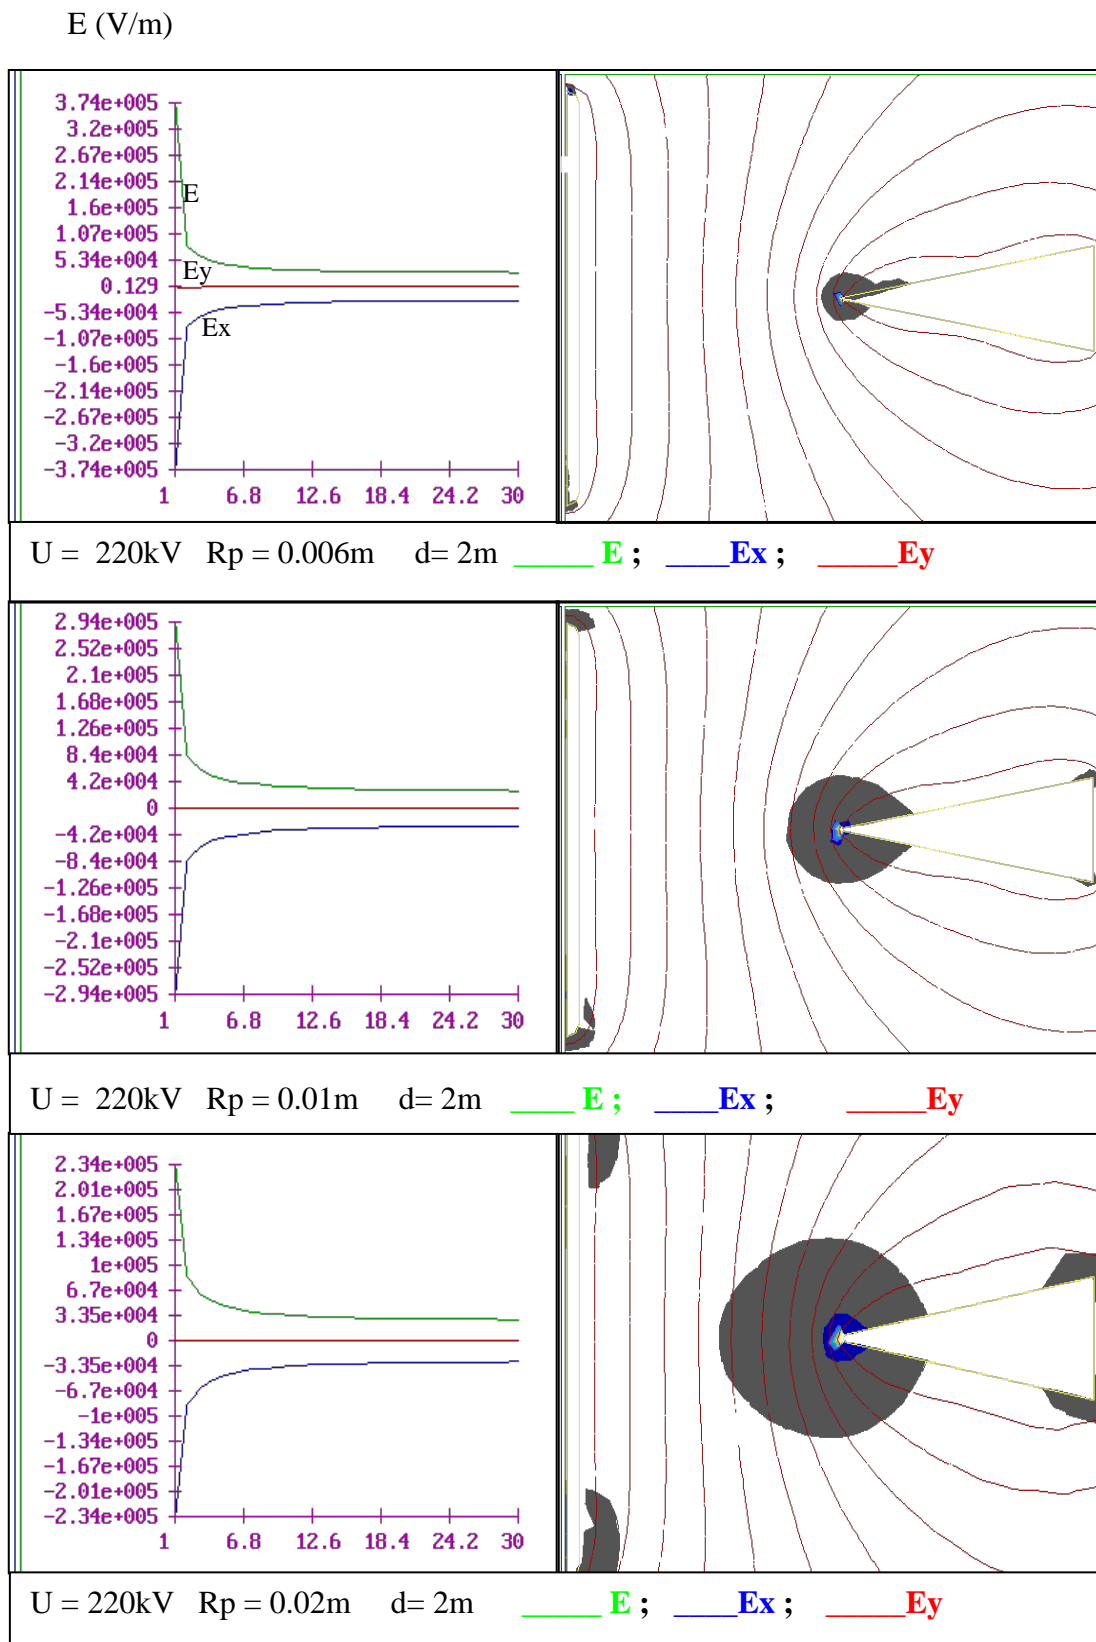 E (V/m)
3.74e+005
3.2e+005
2.67e+005
2.14e+005
1.6e+005
1.07e+005
5.34e+004
0.129
-5.34e+004
-1.07e+005
-1.6e+005
-2.14e+005
-2.67e+005
-3.2e+005
-3.74e+005
E
Ey
Ex
1 6.8 12.6 18.4 24.2 30
U = 220kV Rp = 0.006m d= 2m _____ E ; ____Ex ; _____Ey
2.94e+005
2.52e+005
2.1e+005
1.68e+005
1.26e+005
8.4e+004
4.2e+004
0
-4.2e+004
-8.4e+004
-1.26e+005
-1.68e+005
-2.1e+005
-2.52e+005
-2.94e+005
1 6.8 12.6 18.4 24.2 30
U = 220kV Rp = 0.01m d= 2m ____ E ; ____Ex ; _____Ey
2.34e+005
2.01e+005
1.67e+005
1.34e+005
1e+005
6.7e+004
3.35e+004
0
-3.35e+004
-6.7e+004
-1e+005
-1.34e+005
-1.67e+005
-2.01e+005
-2.34e+005
1 6.8 12.6 18.4 24.2 30
U = 220kV Rp = 0.02m d= 2m _____ E ; ____Ex ; _____Ey